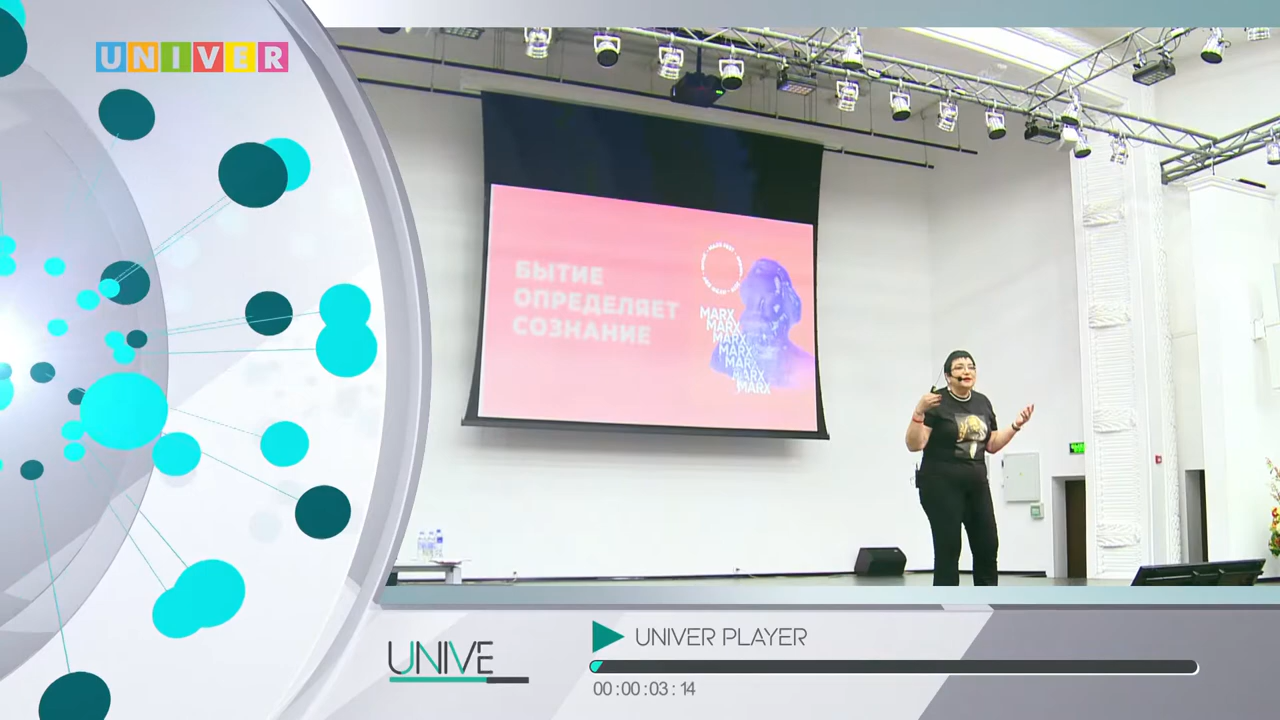 UNIVER
БЫТИЕ
ОПРЕДЕЛЯЕТ
СОЗНАНИЕ
MARX
MARX
MARX
MARX
MARX
MARX
MARX
UNIVE
UNIVER PLAYER
00:00:03:14